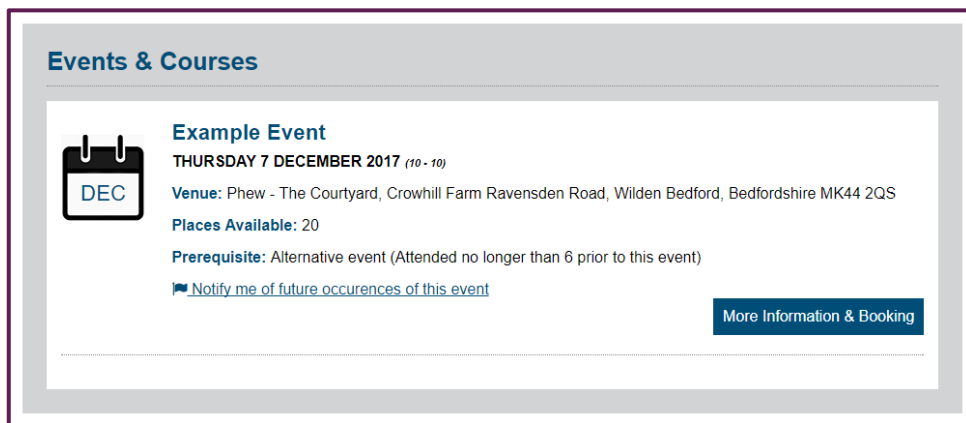 Events & Courses
Example Event
THURSDAY 7 DECEMBER 2017 (10 - 10)
DEC
Venue: Phew - The Courtyard, Crowhill Farm Ravensden Road, Wilden Bedford, Bedfordshire MK44 2QS
Places Available: 20
Prerequisite: Alternative event (Attended no longer than 6 prior to this event)
Notify me of future occurences of this event
More Information & Booking